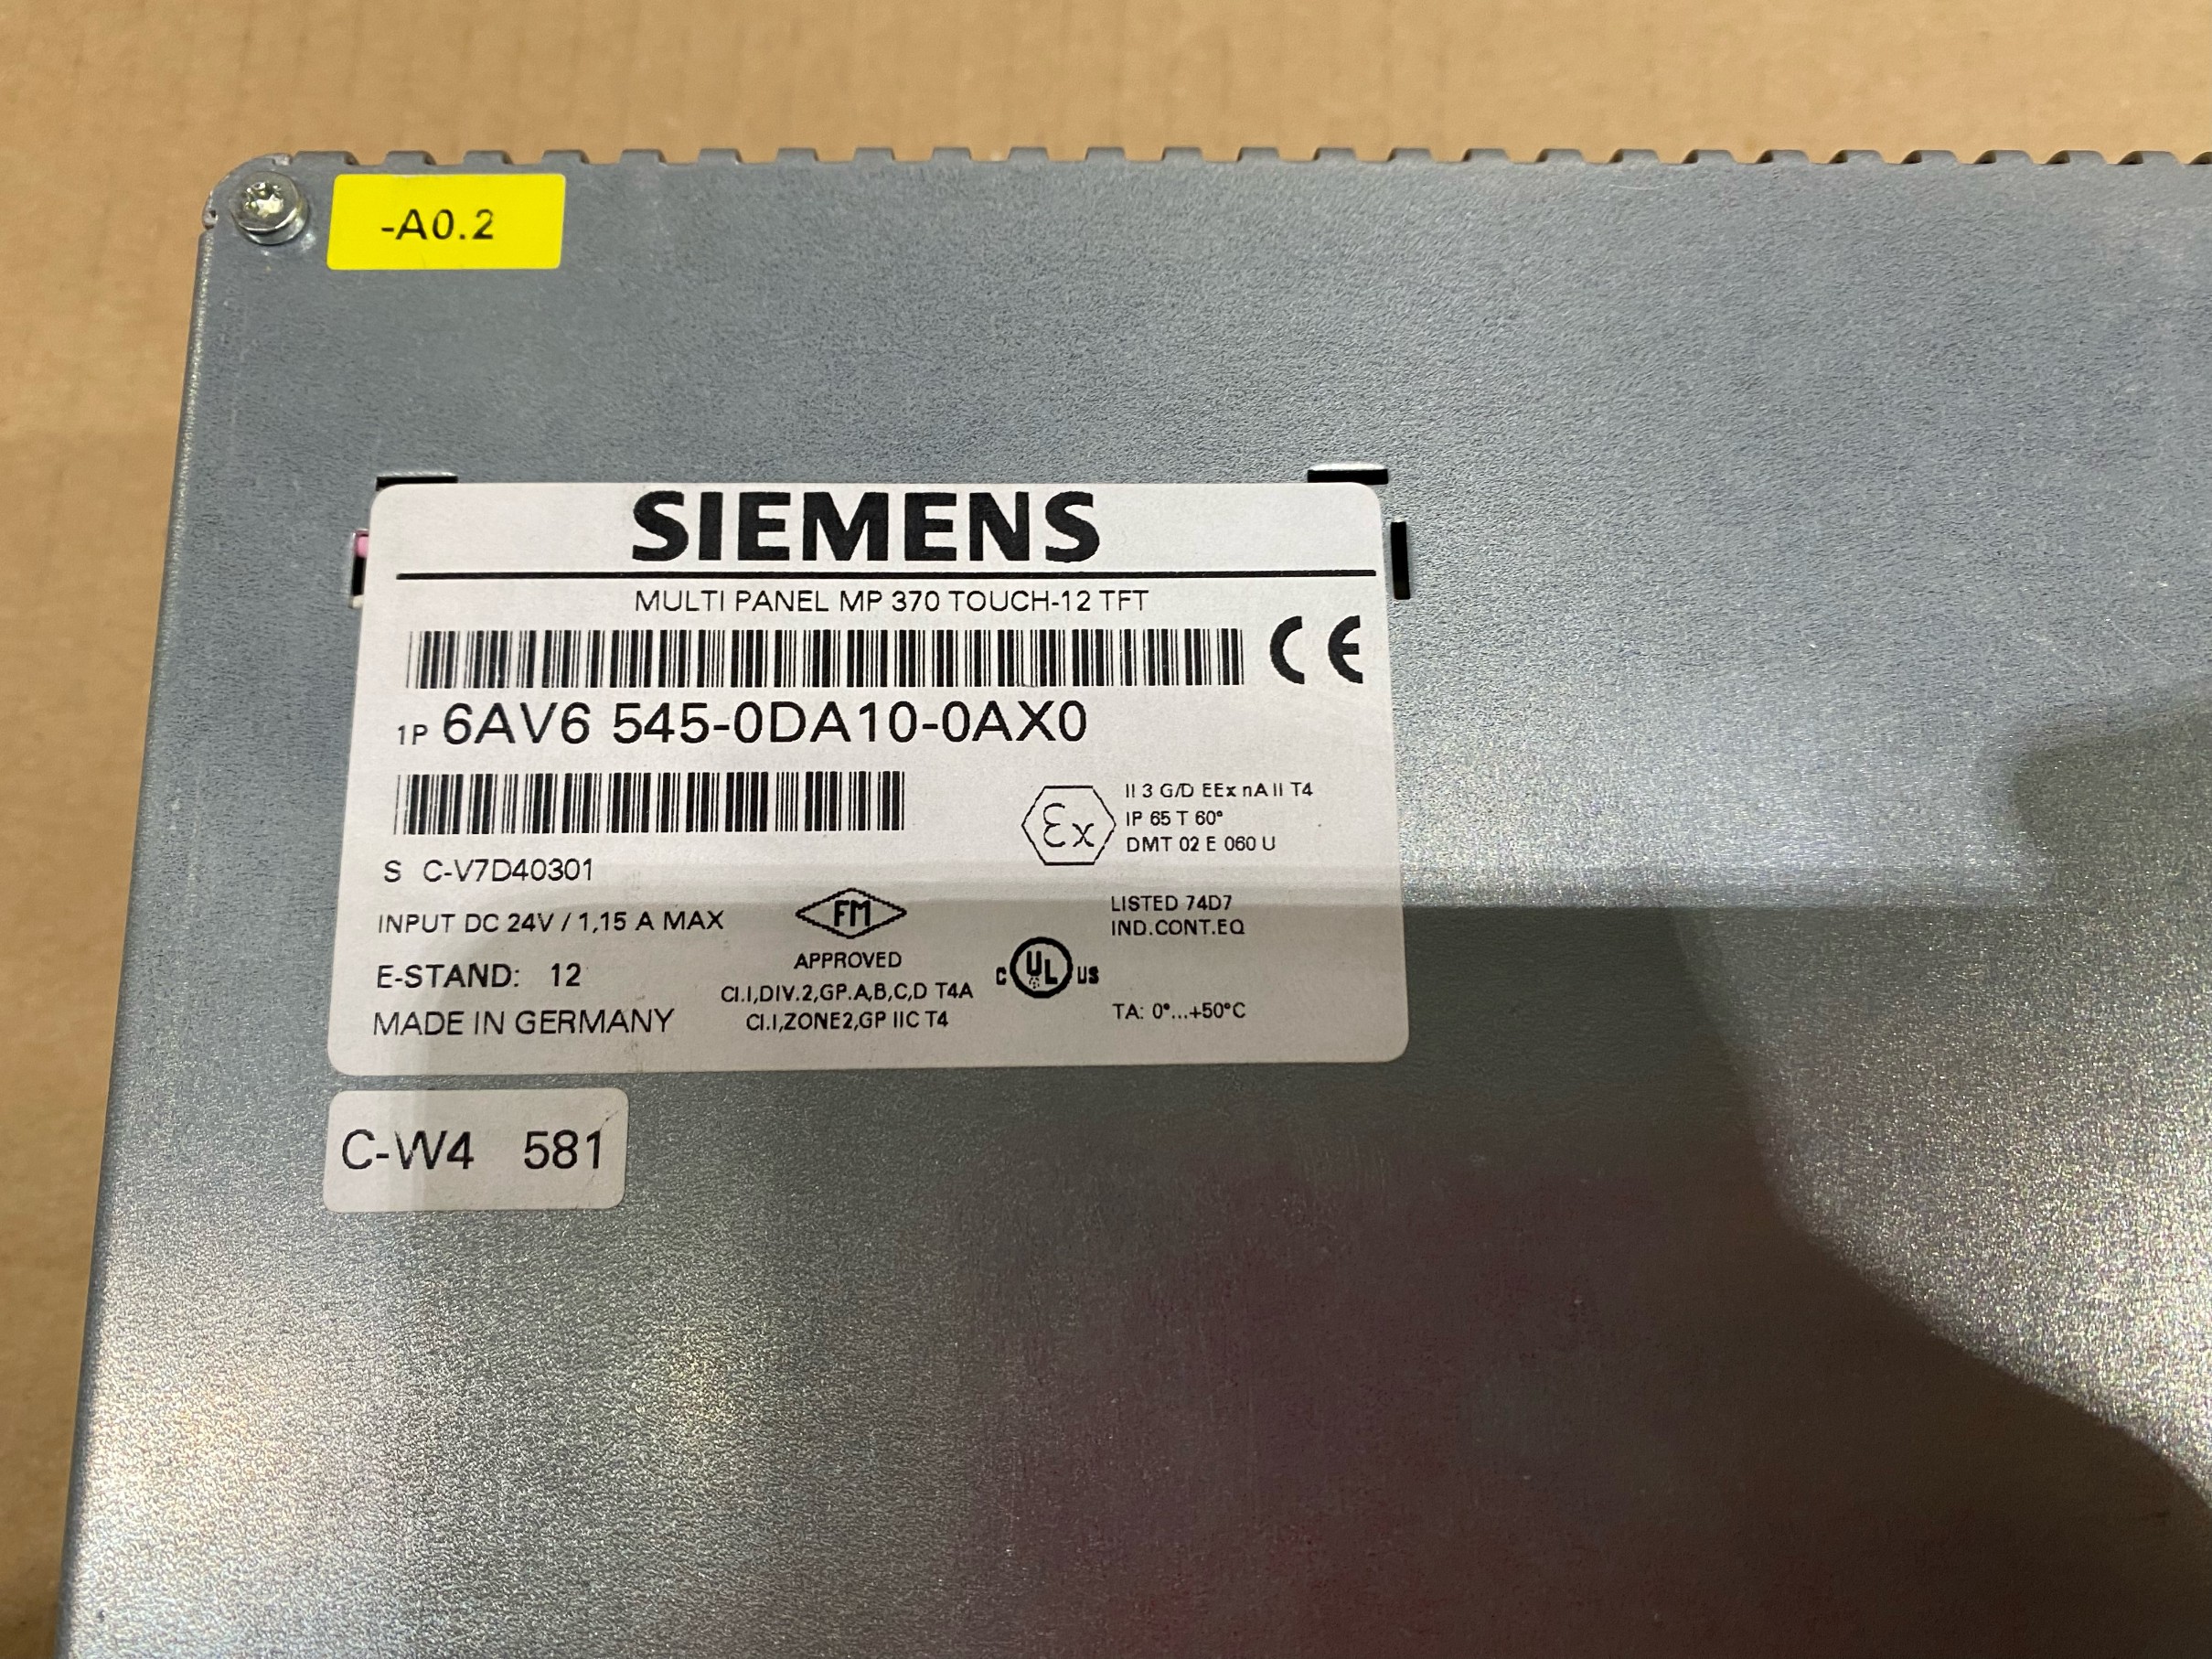 -A0.2
SIEMENS
MULTI PANEL MP 370 TOUCH-12 TFT
CE
1P 6AV6 545-0DA10-0AX0
Ex
II 3 G/D EEx nA II T4
IP 65 T 60°
DMT 02 E 060 U
S C-V7D40301
INPUT DC 24V / 1,15 A MAX
E-STAND: 12
MADE IN GERMANY
FM
APPROVED
CI.I,DIV.2,GP.A,B,C,D T4A
CI.I,ZONE2,GP IIC T4
C UL US
LISTED 74D7
IND.CONT.EQ
TA: 0°...+50°C
C-W4 581